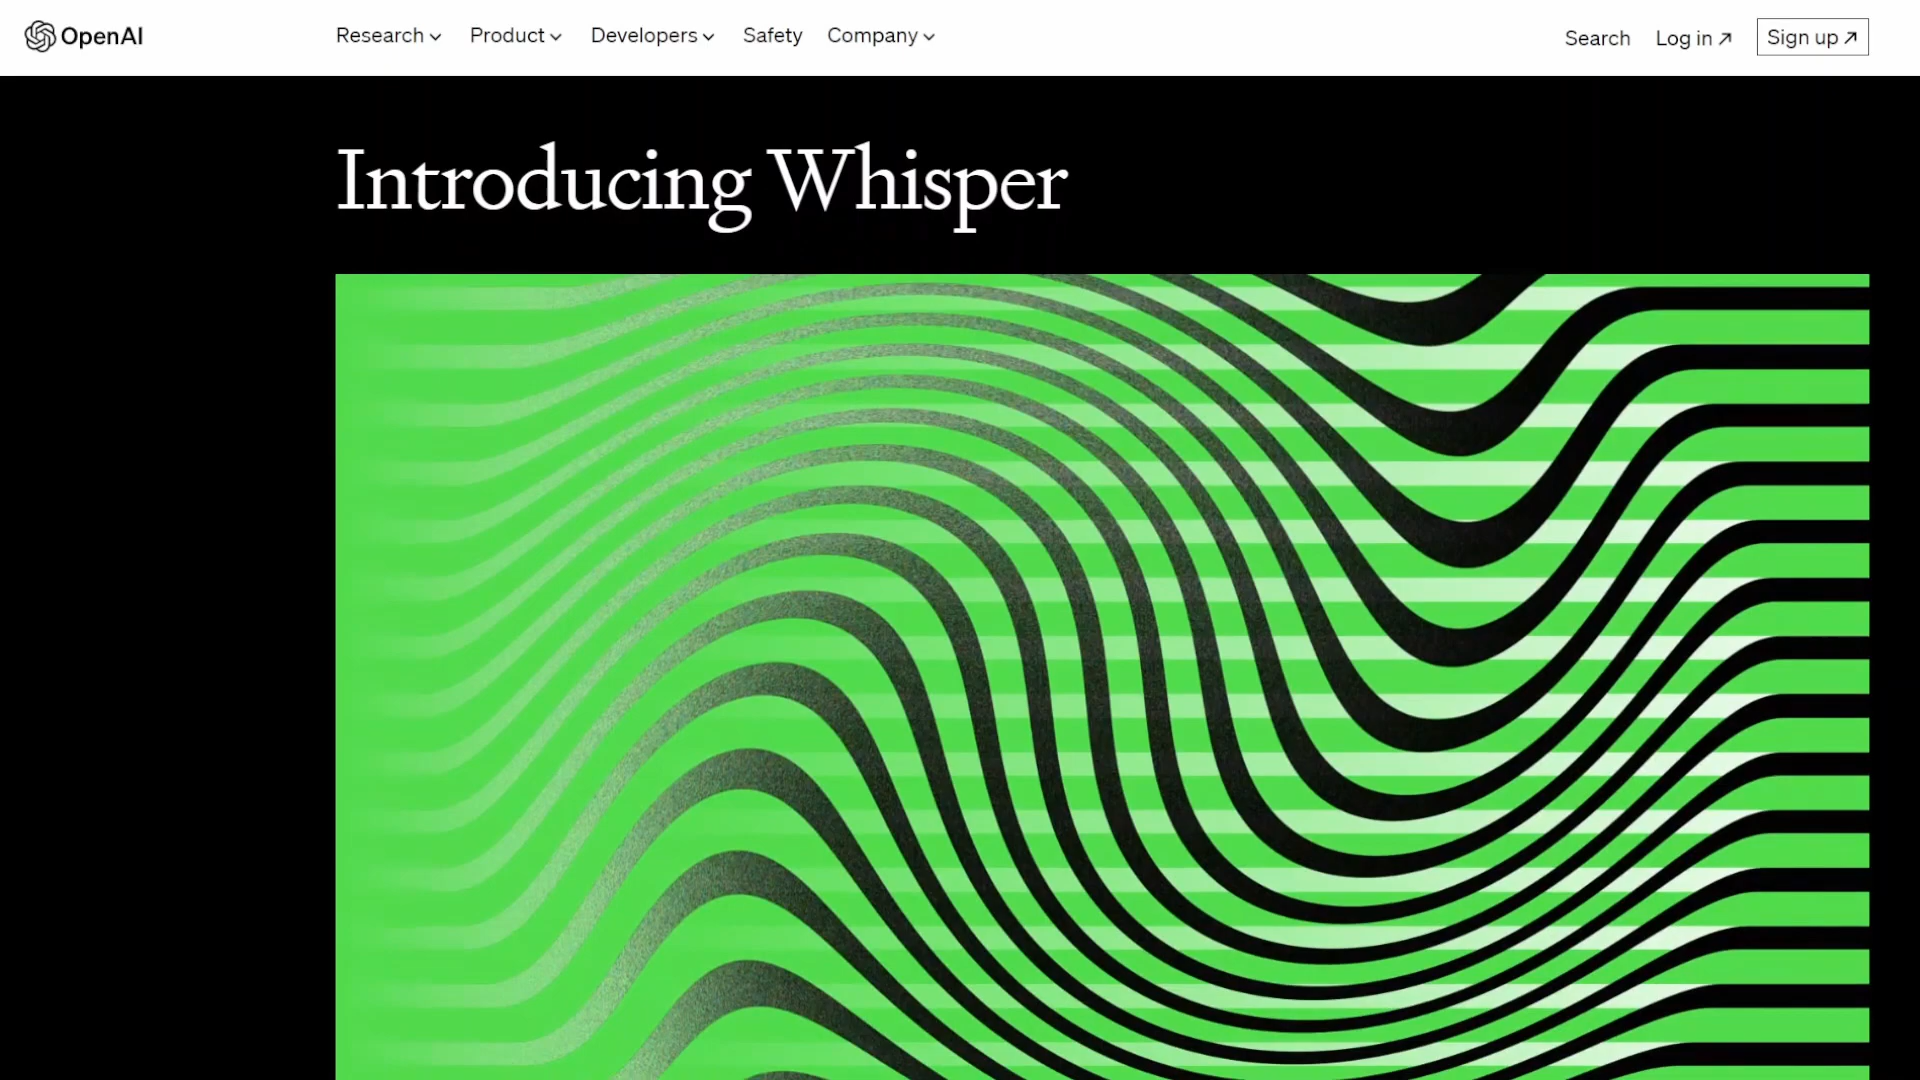 OpenAI
Research Product Developers Safety Company
Search Log in Sign up
Introducing Whisper